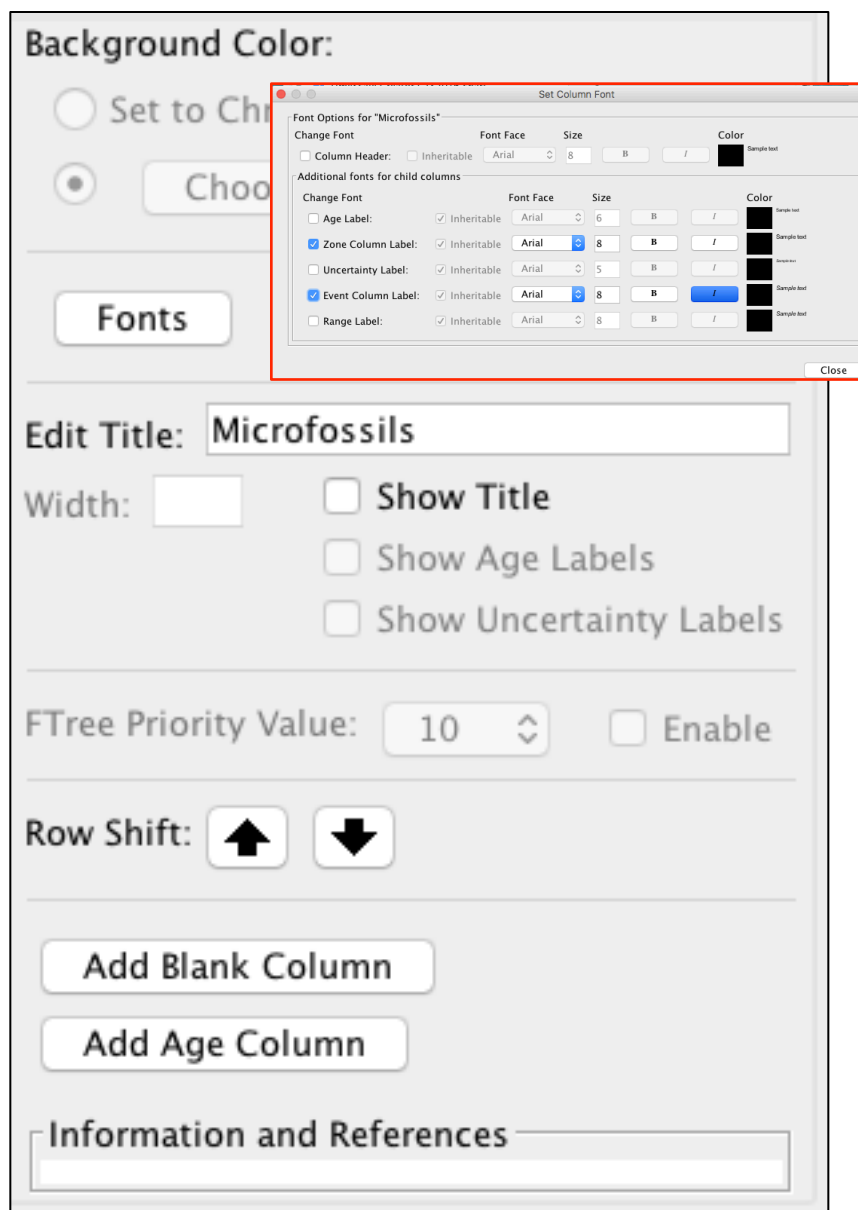 Background Color:
Set to Chr
Choo
Set Column Font
Font Options for "Microfossils"
Change Font Font Face Size Color
Column Header: Inheritable Arial 8 B I Sample text
Additional fonts for child columns
Change Font Font Face Size Color
Age Label: Inheritable Arial 6 B I Sample text
Zone Column Label: Inheritable Arial 8 B I Sample text
Uncertainty Label: Inheritable Arial 5 B I Sample text
Event Column Label: Inheritable Arial 8 B I Sample text
Range Label: Inheritable Arial 8 B I Sample text
Close
Fonts
Edit Title: Microfossils
Width:
Show Title
Show Age Labels
Show Uncertainty Labels
FTree Priority Value: 10 Enable
Row Shift:
Add Blank Column
Add Age Column
Information and References